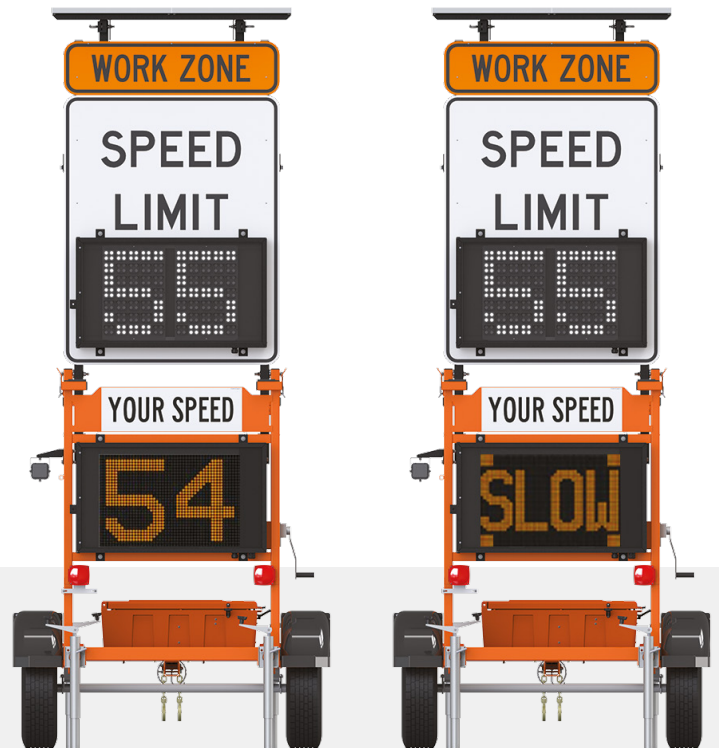 WORK ZONE
SPEED
LIMIT
55
YOUR SPEED
54
WORK ZONE
SPEED
LIMIT
55
YOUR SPEED
SLOW